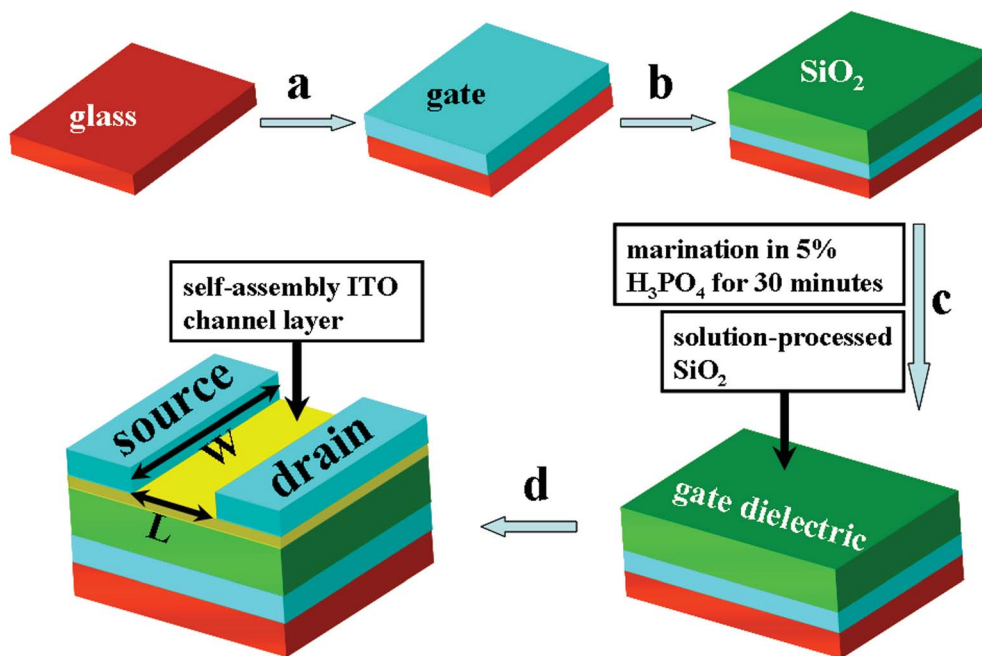 glass
a
gate
b
SiO₂
marination in 5%
H₃PO₄ for 30 minutes
c
solution-processed
SiO₂
gate dielectric
d
self-assembly ITO
channel layer
source
W
drain
L